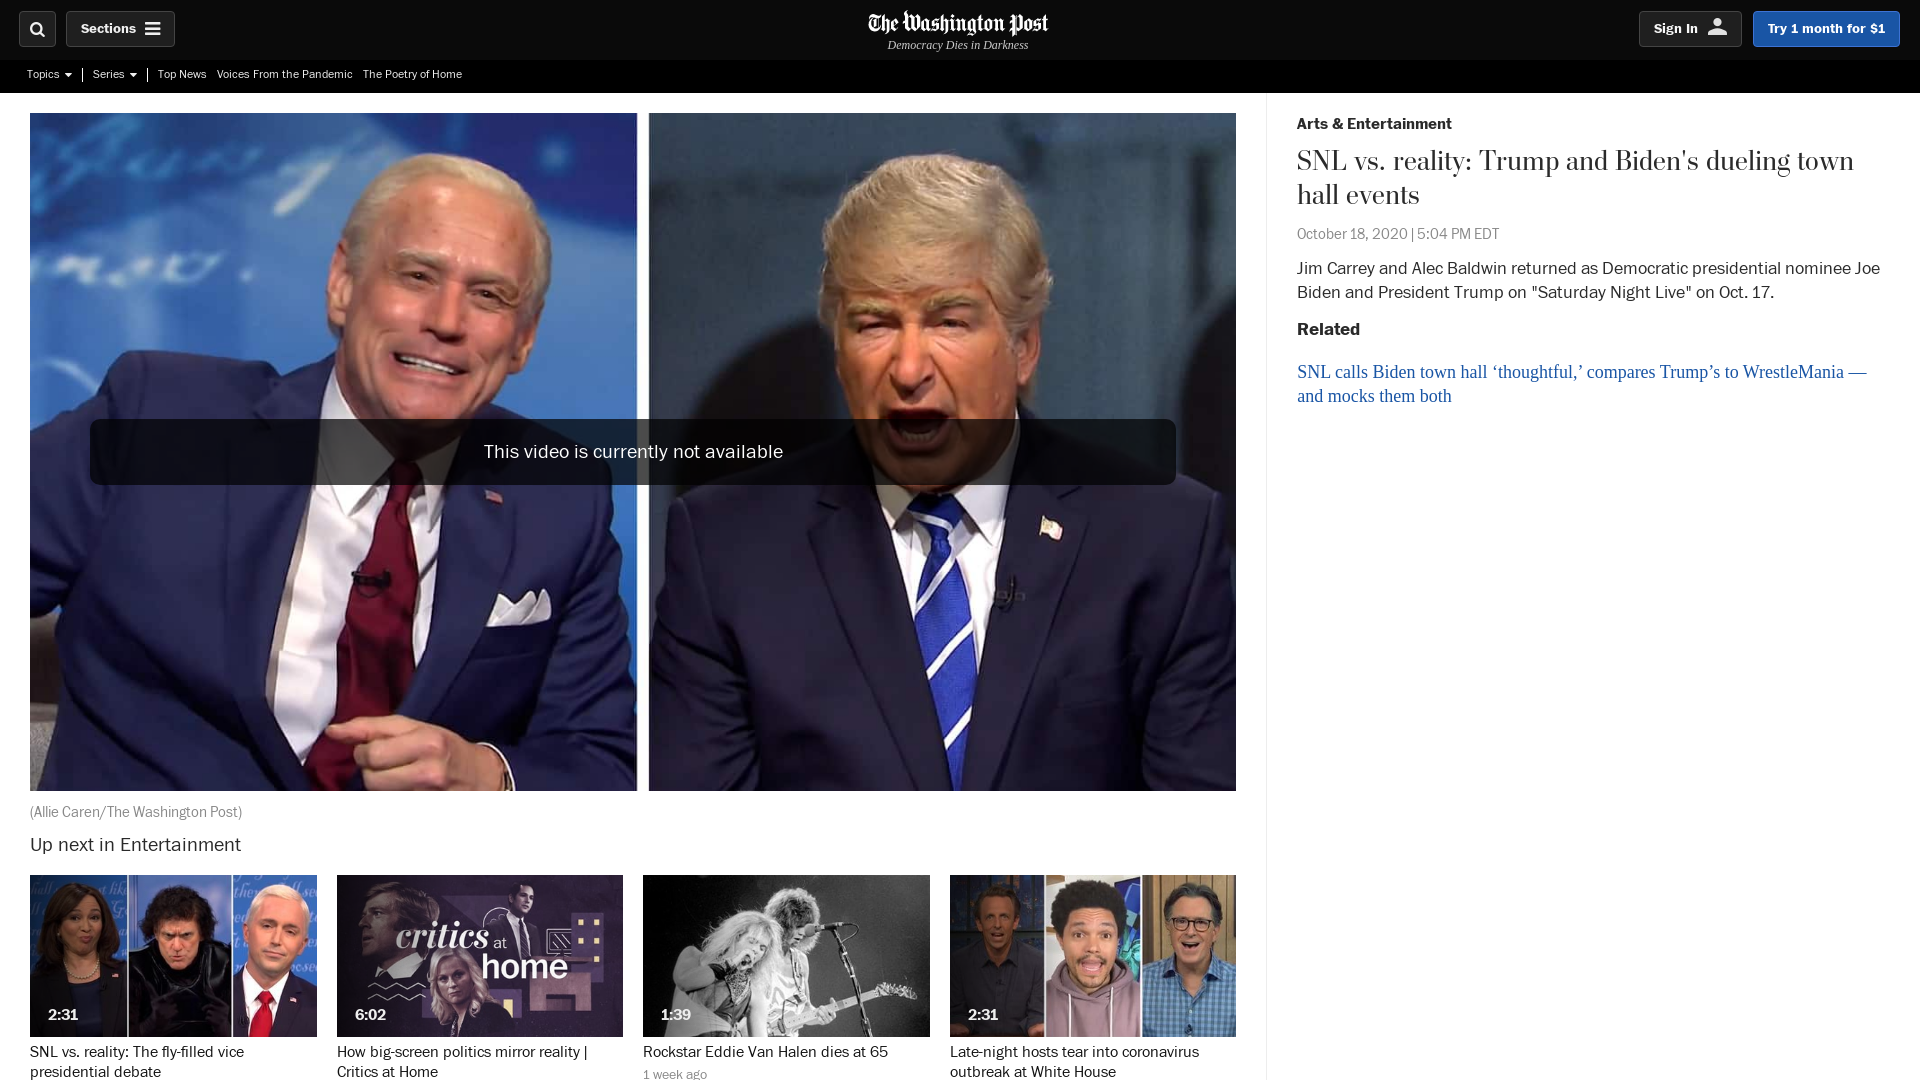 Sections
The Washington Post
Democracy Dies in Darkness
Sign In
Try 1 month for $1
Topics
Series
Top News
Voices From the Pandemic
The Poetry of Home
This video is currently not available
(Allie Caren/The Washington Post)
Arts & Entertainment
SNL vs. reality: Trump and Biden's dueling town
hall events
October 18, 2020 | 5:04 PM EDT
Jim Carrey and Alec Baldwin returned as Democratic presidential nominee Joe
Biden and President Trump on "Saturday Night Live" on Oct. 17.
Related
SNL calls Biden town hall ‘thoughtful,’ compares Trump’s to WrestleMania —
and mocks them both
Up next in Entertainment
2:31
SNL vs. reality: The fly-filled vice
presidential debate
critics at
home
6:02
How big-screen politics mirror reality |
Critics at Home
1:39
Rockstar Eddie Van Halen dies at 65
1 week ago
2:31
Late-night hosts tear into coronavirus
outbreak at White House